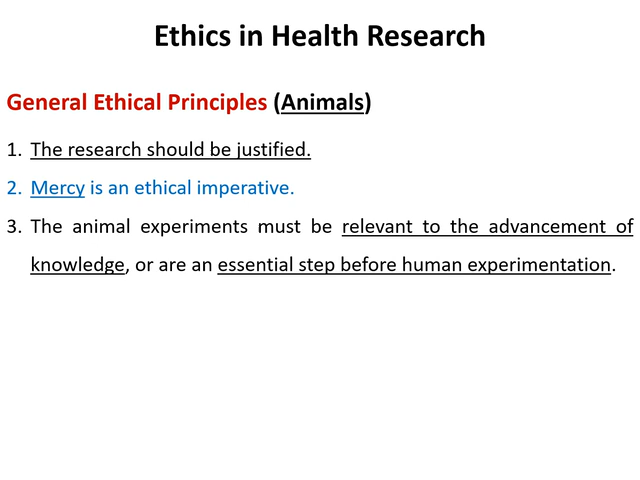 Ethics in Health Research
General Ethical Principles (Animals)
1. The research should be justified.
2. Mercy is an ethical imperative.
3. The animal experiments must be relevant to the advancement of
knowledge, or are an essential step before human experimentation.